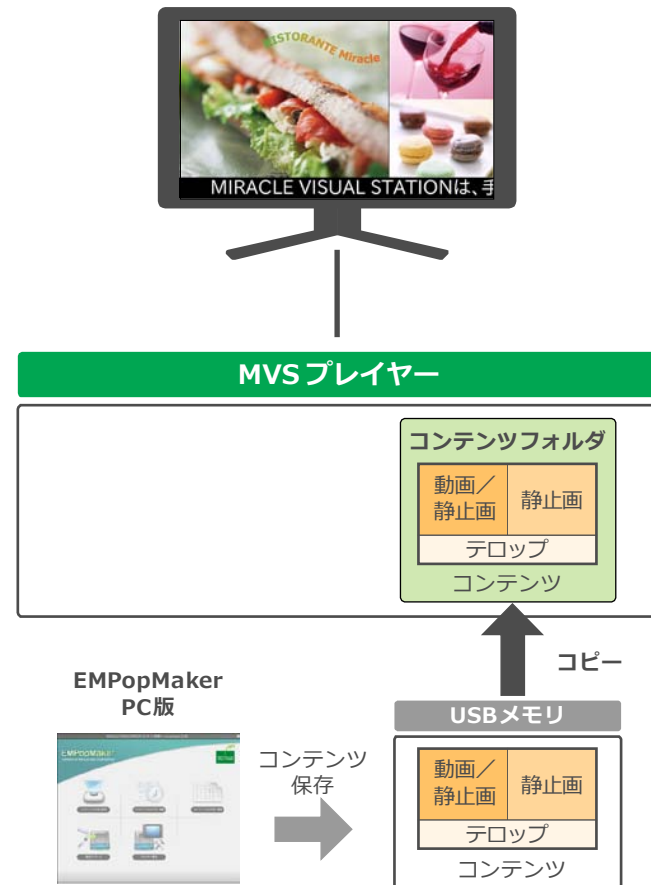 RISTORANTE Miracle
MIRACLE VISUAL STATIONは、手
MVSプレイヤー
コンテンツフォルダ
動画／
静止画
静止画
テロップ
コンテンツ
コピー
EMPopMaker
PC版
USBメモリ
EMPopMaker
コンテンツ
保存
動画／
静止画
静止画
テロップ
コンテンツ